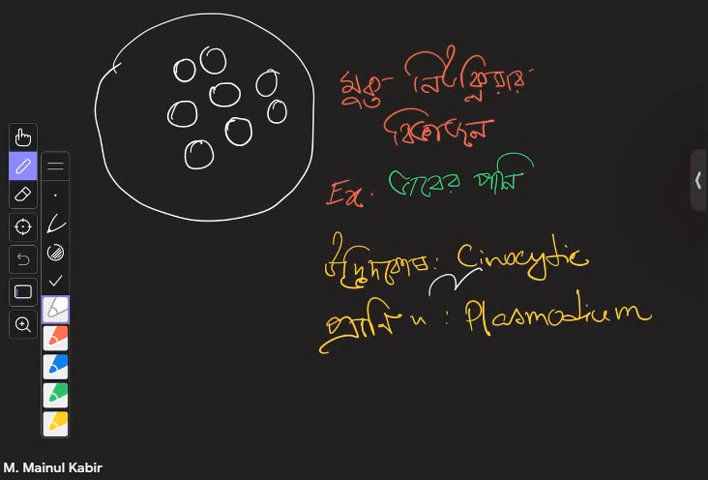 মুক্ত নিউক্লিয়ার
বিভাজন
Ex. ডাবের পানি
উদ্ভিদকোষ: Cinocytic
প্রাণি " : Plasmodium
M. Mainul Kabir